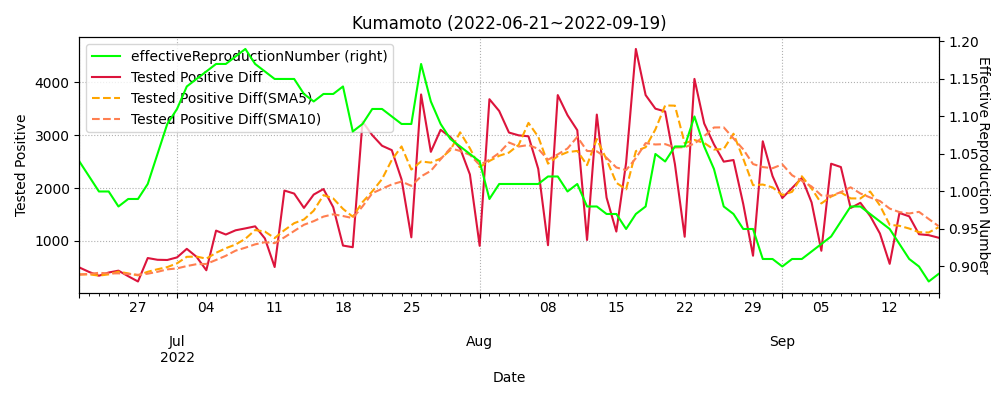 Kumamoto (2022-06-21~2022-09-19)
effectiveReproductionNumber (right)
Tested Positive Diff
Tested Positive Diff(SMA5)
Tested Positive Diff(SMA10)
Tested Positive
4000
3000
2000
1000
1.20
1.15
1.10
1.05
1.00
0.95
0.90
Effective Reproduction Number
27 04 11 18 25 08 15 22 29 05 12
Jul Aug Sep
2022
Date